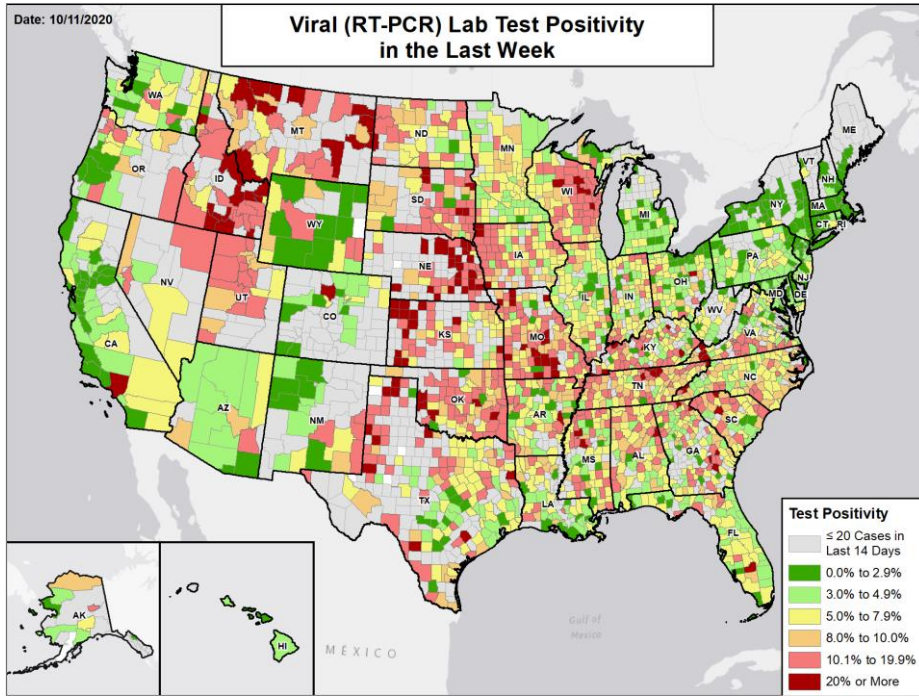 Date: 10/11/2020
Viral (RT-PCR) Lab Test Positivity
in the Last Week
WA
MT
ND
MN
ME
VT
NH
OR
ID
SD
WI
MI
NY
MA
CT
RI
WY
IA
PA
NJ
NE
NV
UT
CO
IL
IN
OH
MD
DE
WV
VA
CA
KS
MO
KY
NC
TN
AZ
NM
OK
AR
SC
MS
AL
GA
TX
LA
FL
Gulf of
Mexico
MÉXICO
AK
HI
Test Positivity
≤ 20 Cases in
Last 14 Days
0.0% to 2.9%
3.0% to 4.9%
5.0% to 7.9%
8.0% to 10.0%
10.1% to 19.9%
20% or More